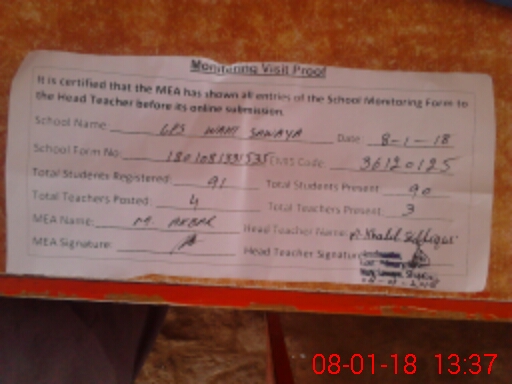 Monitoring Visit Proof
It is certified that the MEA has shown all entries of the School Monitoring Form to
the Head Teacher before its online submission.
School Name: GPS WAHI SAWAYA Date: 8-1-18
School Form No: EMIS Code: 36120125
Total Students Registered: 91 Total Students Present: 90
Total Teachers Posted: 4 Total Teachers Present: 3
MEA Name: M. AKBAR Head Teacher Name: Khalil
MEA Signature: Head Teacher Signature
08-01-18 13:37